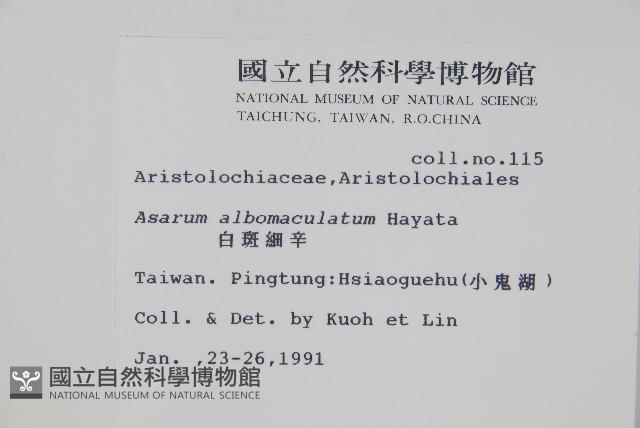 國立自然科學博物館
NATIONAL MUSEUM OF NATURAL SCIENCE
TAICHUNG, TAIWAN, R.O.CHINA
coll.no.115
Aristolochiaceae,Aristolochiales
Asarum albomaculatum Hayata
白斑細辛
Taiwan. Pingtung:Hsiaoguehu(小鬼湖)
Coll. & Det. by Kuoh et Lin
Jan. ,23-26,1991
國立自然科學博物館
NATIONAL MUSEUM OF NATURAL SCIENCE